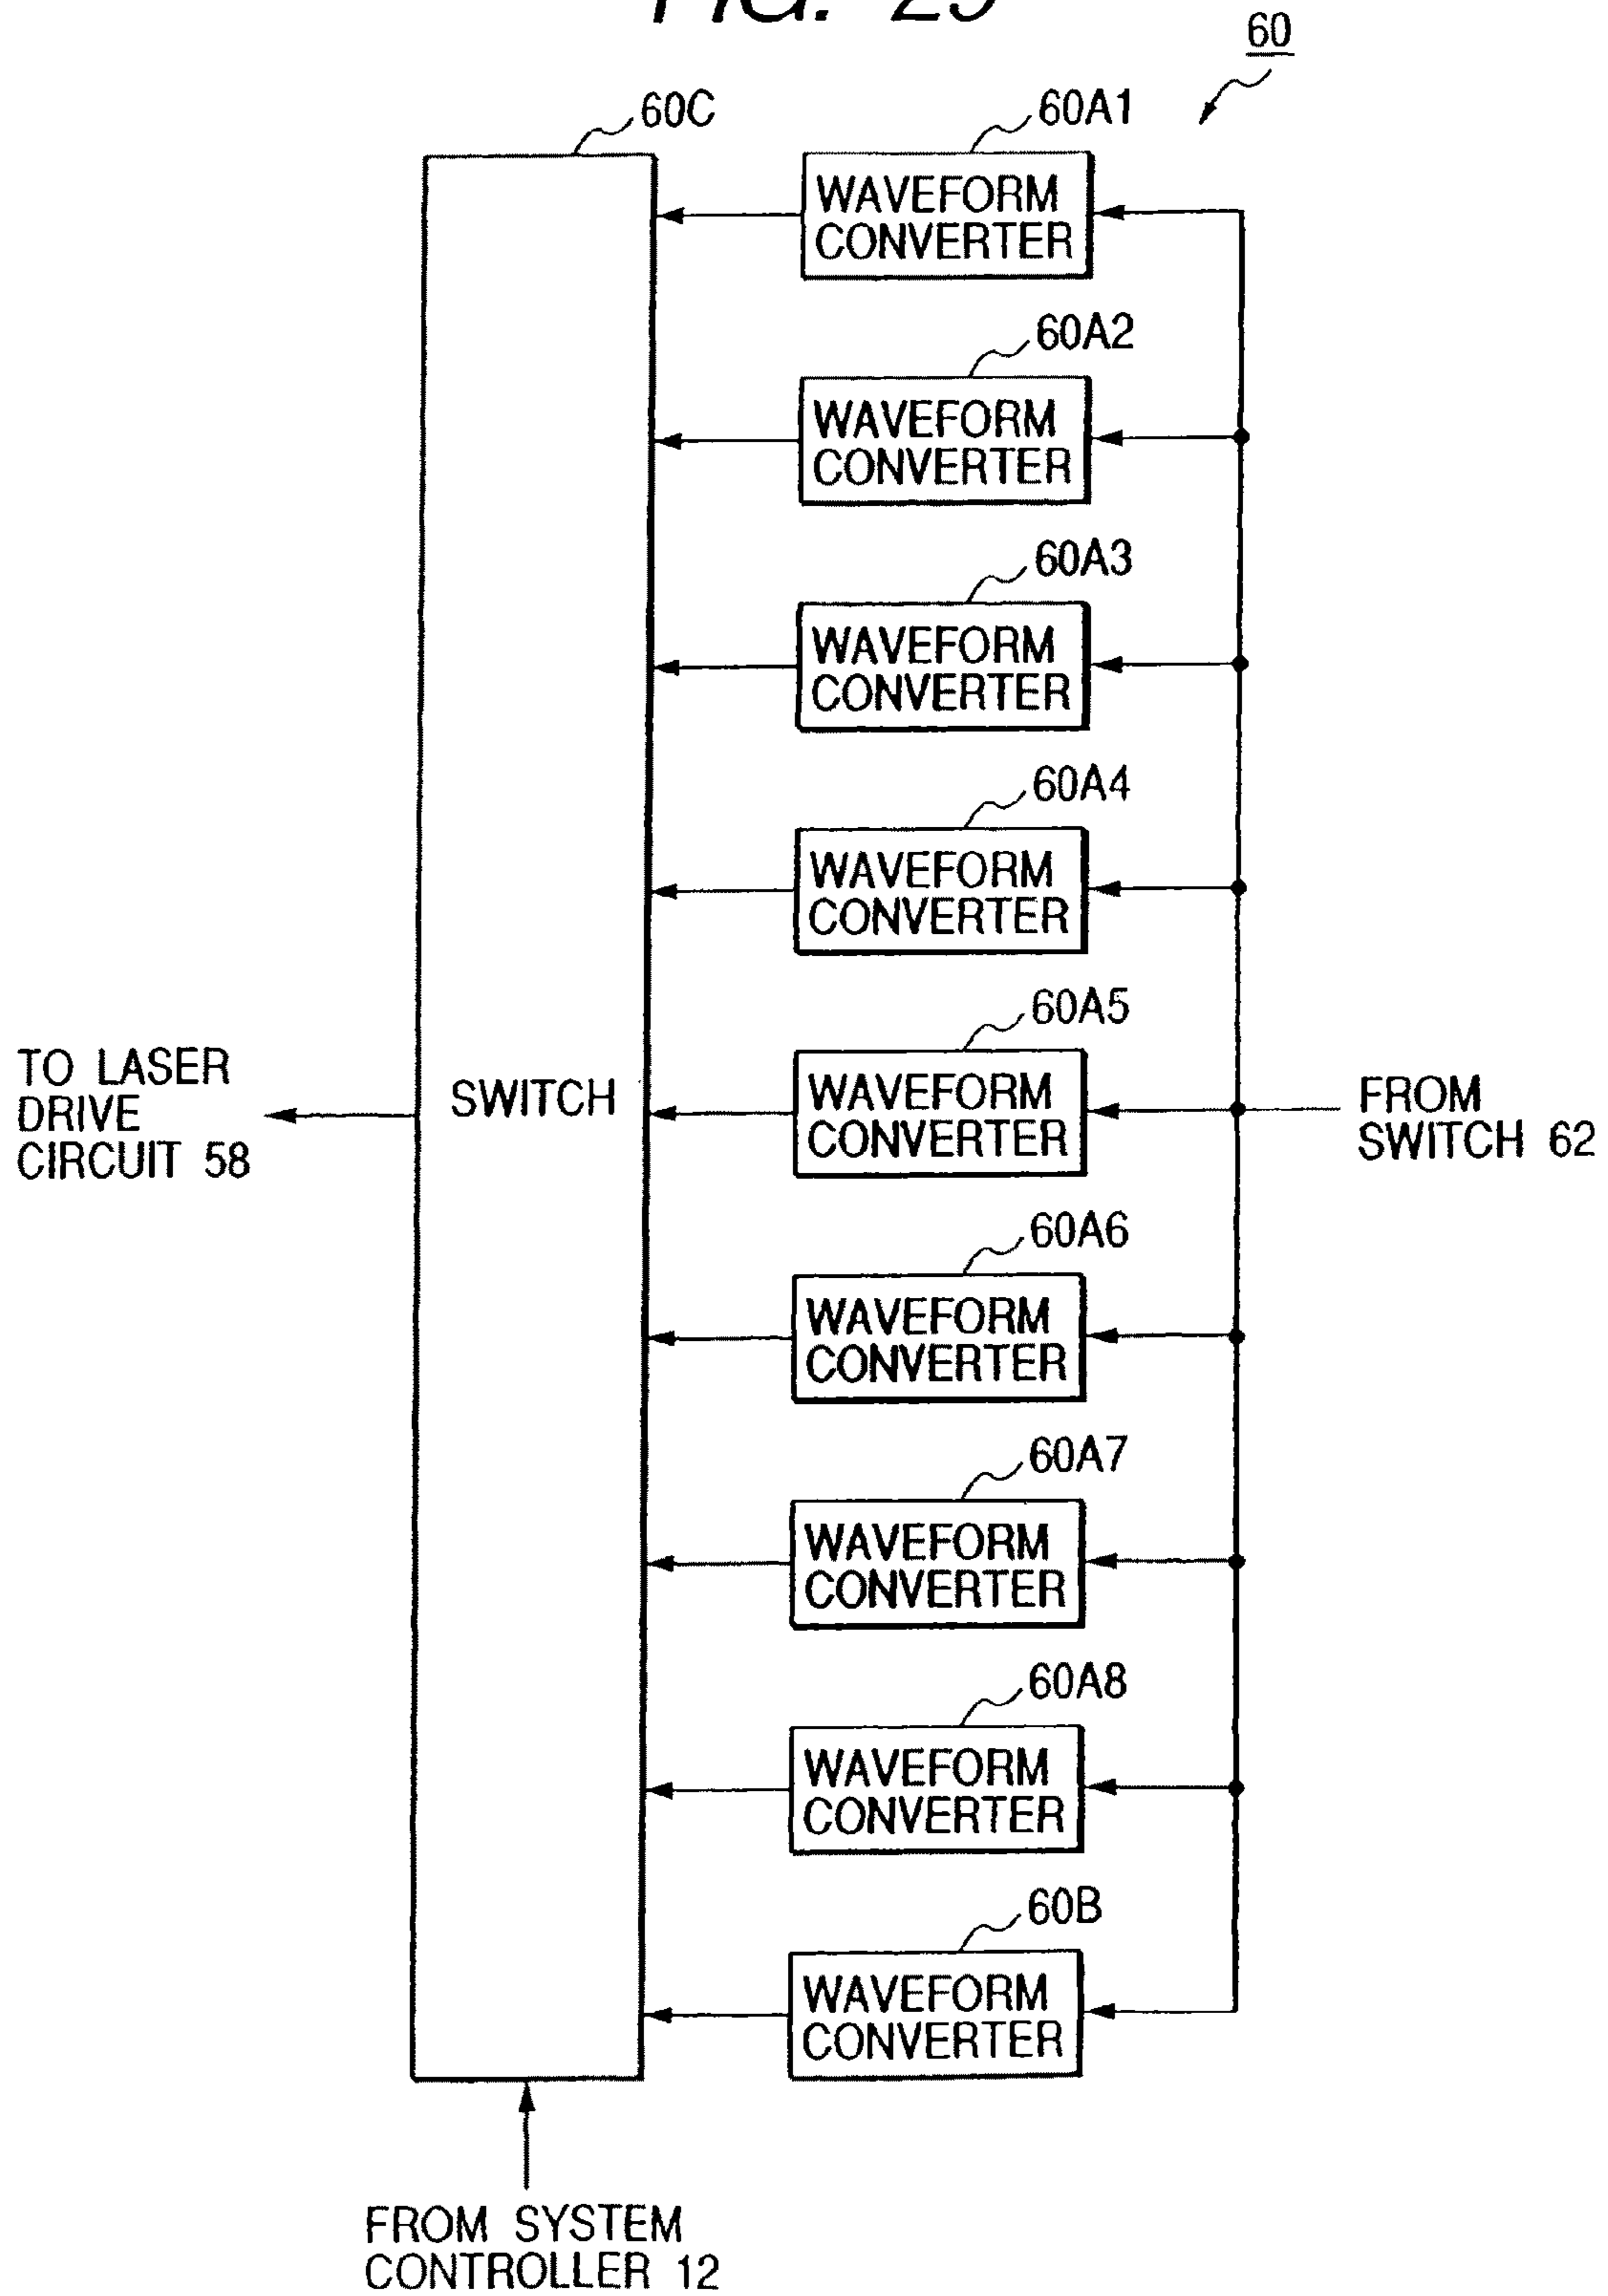 FIG. 29
60
60C
60A1
WAVEFORM
CONVERTER
60A2
WAVEFORM
CONVERTER
60A3
WAVEFORM
CONVERTER
60A4
WAVEFORM
CONVERTER
60A5
WAVEFORM
CONVERTER
TO LASER
DRIVE
CIRCUIT 58
SWITCH
FROM
SWITCH 62
60A6
WAVEFORM
CONVERTER
60A7
WAVEFORM
CONVERTER
60A8
WAVEFORM
CONVERTER
60B
WAVEFORM
CONVERTER
FROM SYSTEM
CONTROLLER 12